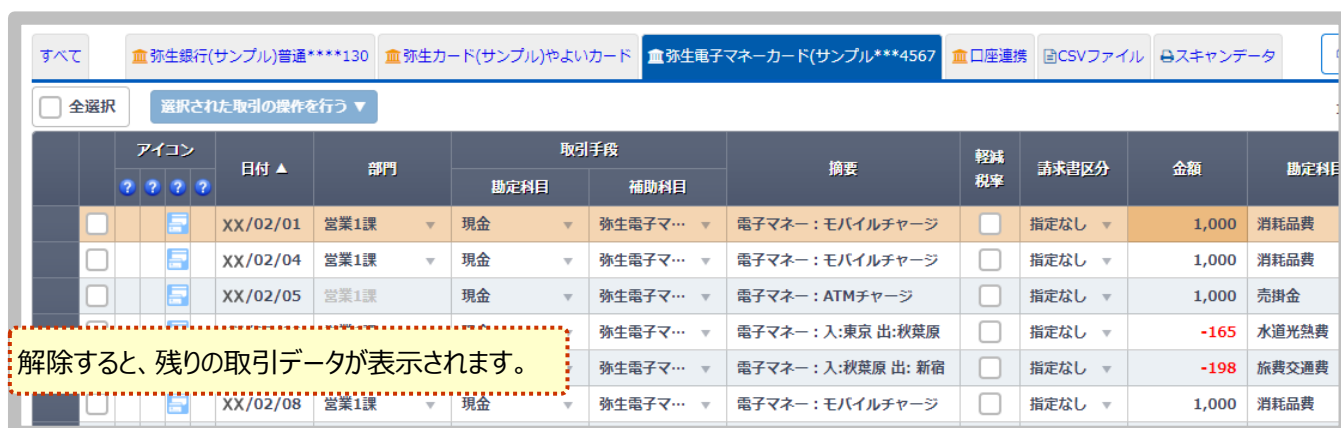 すべて 弥生銀行(サンプル)普通****130 弥生カード(サンプル)やよいカード 弥生電子マネーカード(サンプル***4567 口座連携 CSVファイル スキャンデータ
全選択 選択された取引の操作を行う ▼
アイコン 日付 ▲ 部門 取引手段 摘要 軽減税率 請求書区分 金額 勘定科目
? ? ? ? 勘定科目 補助科目
XX/02/01 営業1課 ▼ 現金 ▼ 弥生電子マ… ▼ 電子マネー:モバイルチャージ 指定なし ▼ 1,000 消耗品費
XX/02/04 営業1課 ▼ 現金 ▼ 弥生電子マ… ▼ 電子マネー:モバイルチャージ 指定なし ▼ 1,000 消耗品費
XX/02/05 営業1課 現金 ▼ 弥生電子マ… ▼ 電子マネー:ATMチャージ 指定なし ▼ 1,000 売掛金
▼ 弥生電子マ… ▼ 電子マネー:入:東京 出:秋葉原 指定なし ▼ -165 水道光熱費
解除すると、残りの取引データが表示されます。
弥生電子マ… ▼ 電子マネー:入:秋葉原 出: 新宿 指定なし ▼ -198 旅費交通費
XX/02/08 営業1課 ▼ 現金 ▼ 弥生電子マ… ▼ 電子マネー:モバイルチャージ 指定なし ▼ 1,000 消耗品費